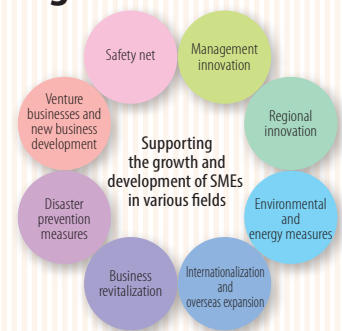 Safety net
Management
innovation
Regional
innovation
Environmental
and
energy measures
Internationalization
and
overseas expansion
Business
revitalization
Disaster
prevention
measures
Venture
businesses and
new business
development
Supporting
the growth and
development of SMEs
in various fields